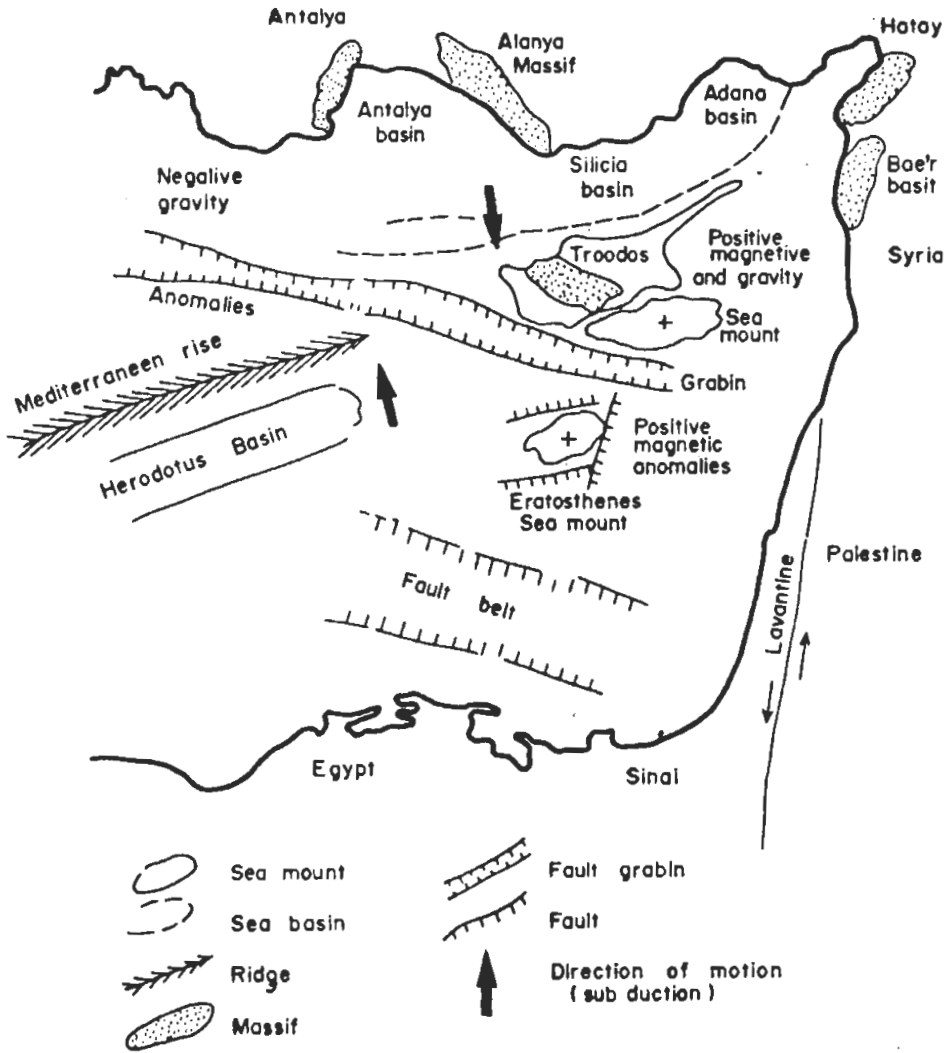 Antalya
Hatay
Alanya
Massif
Antalya
basin
Adana
basin
Silicia
basin
Bae'r
basit
Negalive
gravity
Troodos
Positive
magnetive
and gravity
Syria
Anomalies
Sea
mount
Mediterraneen rise
Grabin
Herodotus Basin
Positive
magnetic
anomalies
Eratosthenes
Sea mount
Fault belt
Lavantine
Palestine
Egypt
Sinai
Sea mount
Fault grabin
Sea basin
Fault
Ridge
Direction of motion
( sub duction )
Massif